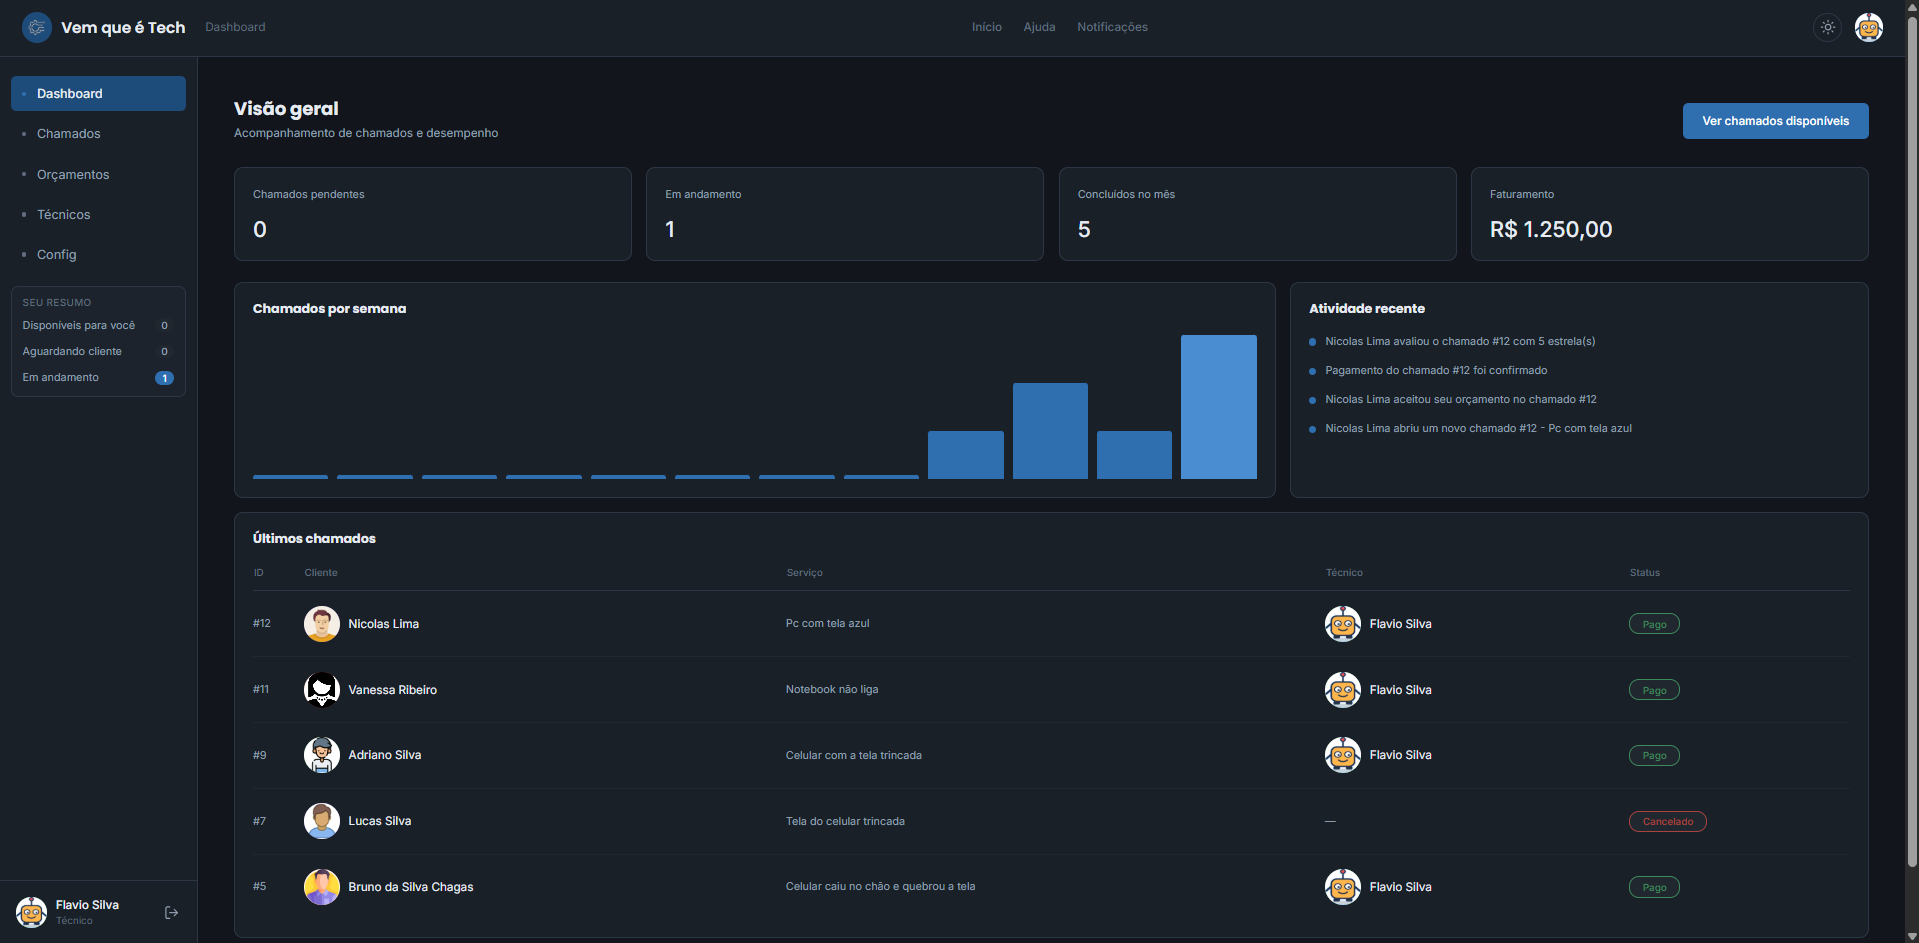 Vem que é Tech
Dashboard
Início
Ajuda
Notificações
Dashboard
Chamados
Orçamentos
Técnicos
Config
SEU RESUMO
Disponíveis para você 0
Aguardando cliente 0
Em andamento 1
Flavio Silva
Técnico
Visão geral
Acompanhamento de chamados e desempenho
Ver chamados disponíveis
Chamados pendentes
0
Em andamento
1
Concluídos no mês
5
Faturamento
R$ 1.250,00
Chamados por semana
Atividade recente
Nicolas Lima avaliou o chamado #12 com 5 estrela(s)
Pagamento do chamado #12 foi confirmado
Nicolas Lima aceitou seu orçamento no chamado #12
Nicolas Lima abriu um novo chamado #12 - Pc com tela azul
Últimos chamados
ID Cliente Serviço Técnico Status
#12 Nicolas Lima Pc com tela azul Flavio Silva Pago
#11 Vanessa Ribeiro Notebook não liga Flavio Silva Pago
#9 Adriano Silva Celular com a tela trincada Flavio Silva Pago
#7 Lucas Silva Tela do celular trincada — Cancelado
#5 Bruno da Silva Chagas Celular caiu no chão e quebrou a tela Flavio Silva Pago